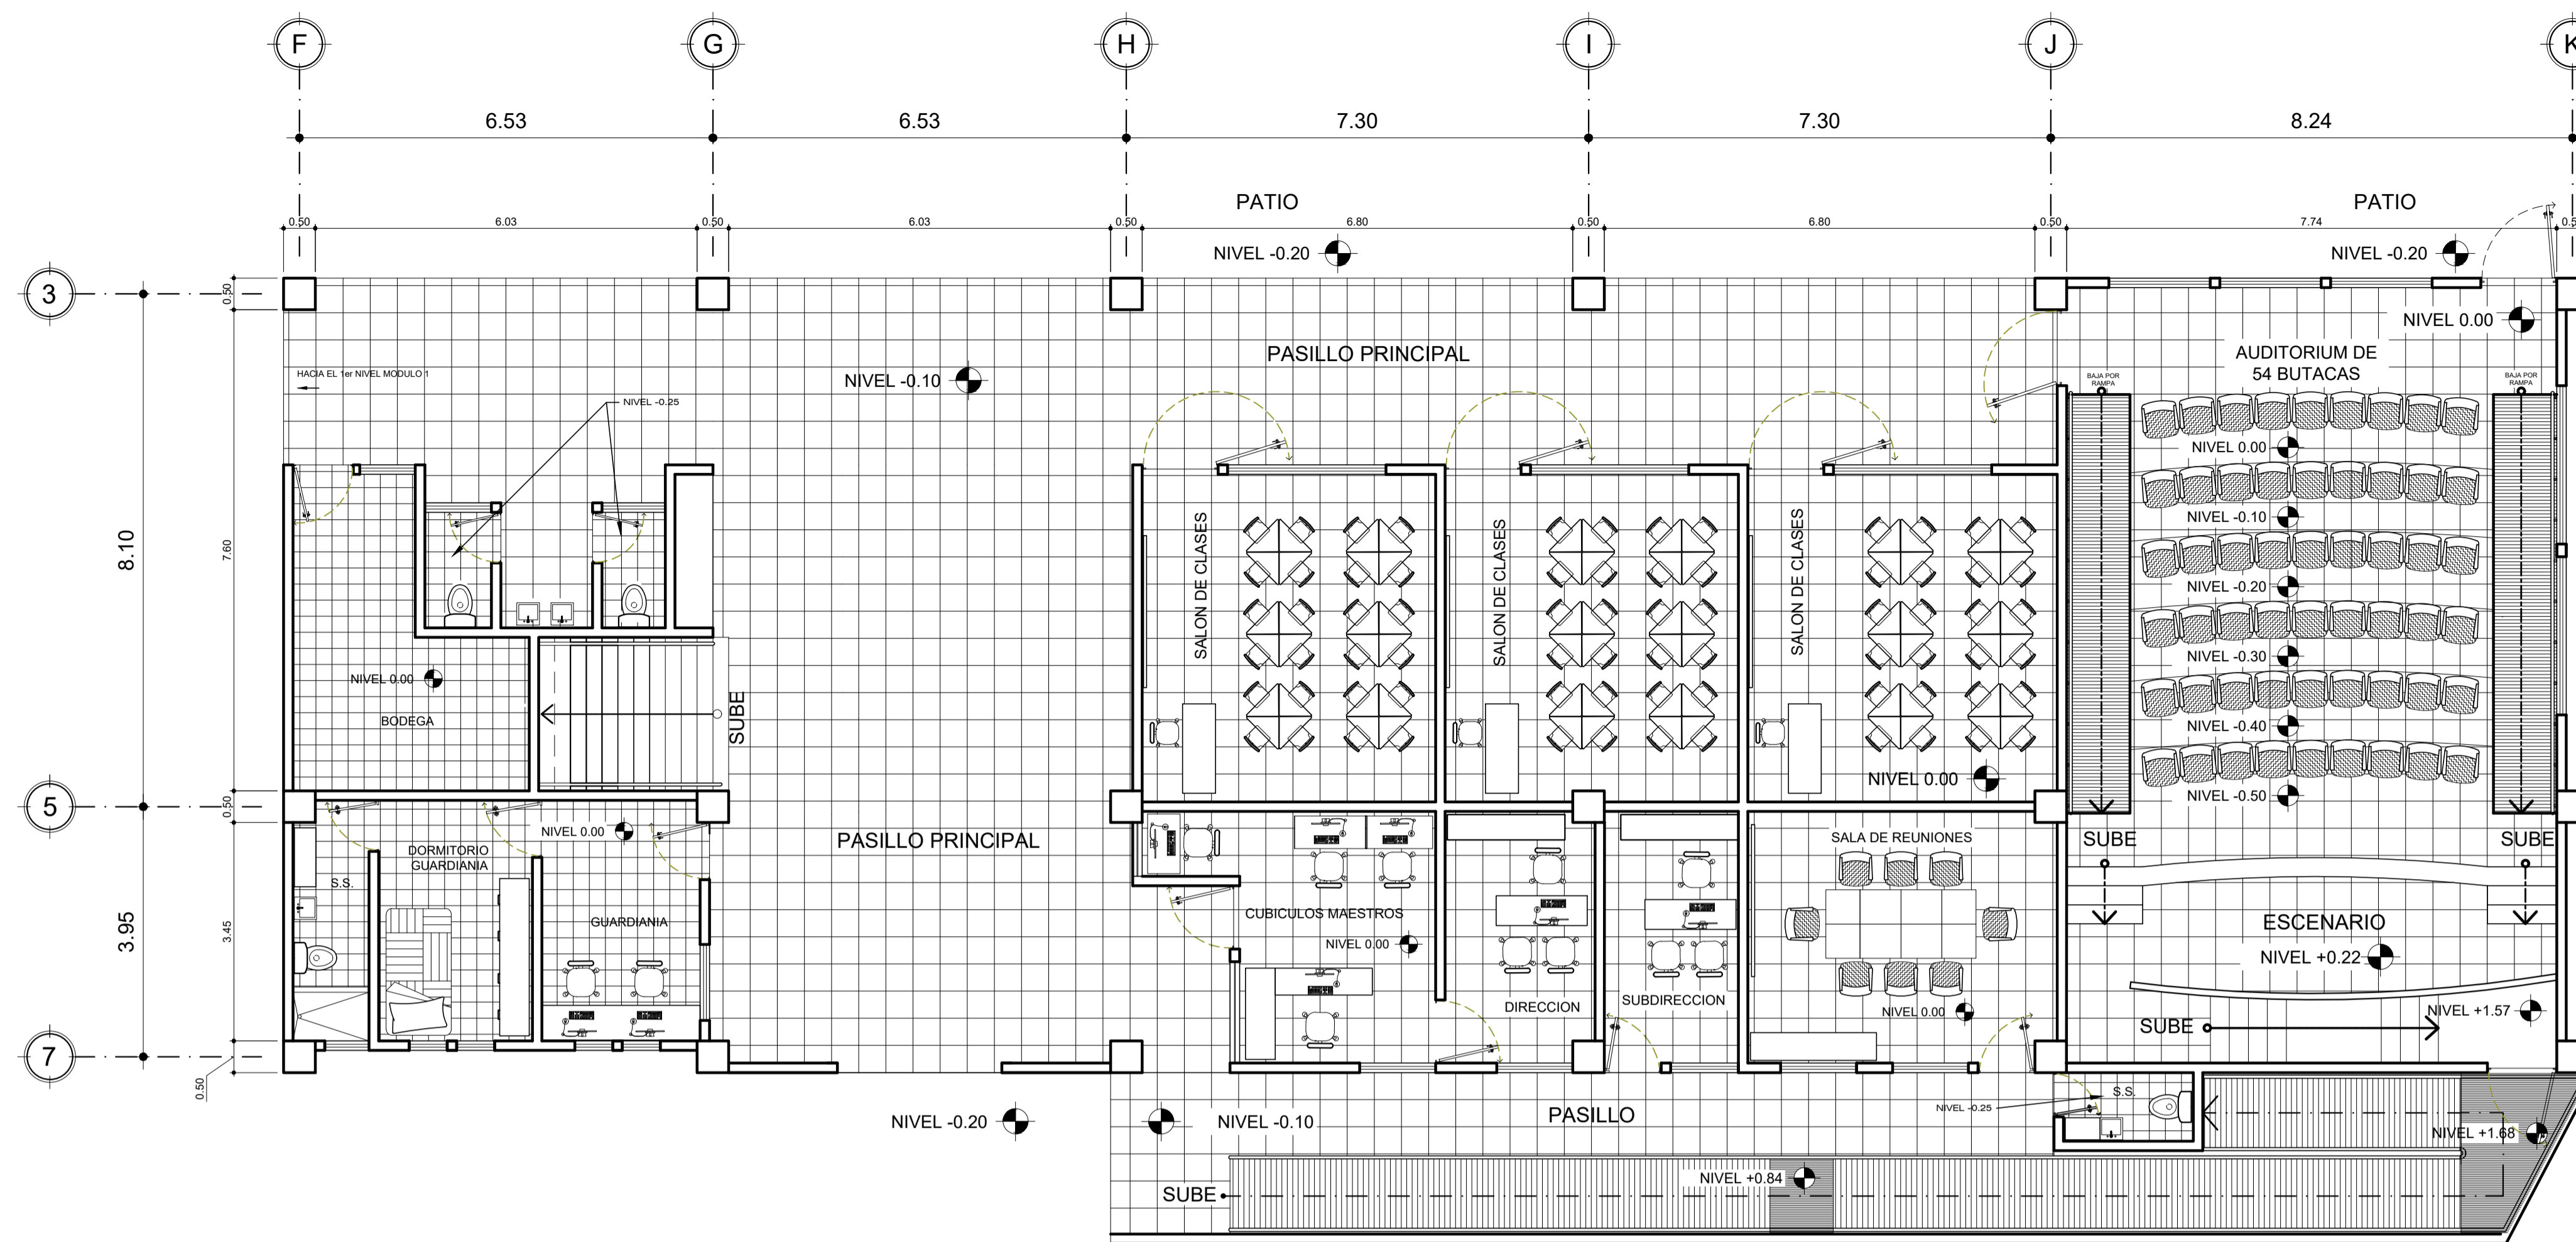 F
G
H
I
J
K
6.53
6.53
7.30
7.30
8.24
PATIO
PATIO
0.50
6.03
0.50
6.03
0.50
6.80
0.50
6.80
0.50
7.74
NIVEL -0.20
NIVEL -0.20
3
0.50
NIVEL 0.00
PASILLO PRINCIPAL
AUDITORIUM DE
54 BUTACAS
HACIA EL 1er NIVEL MODULO 1
NIVEL -0.10
BAJA POR
RAMPA
BAJA POR
RAMPA
NIVEL -0.25
NIVEL 0.00
NIVEL -0.10
8.10
7.60
SALON DE CLASES
SALON DE CLASES
SALON DE CLASES
NIVEL -0.20
NIVEL -0.30
NIVEL 0.00
BODEGA
SUBE
NIVEL -0.40
NIVEL 0.00
NIVEL -0.50
5
0.50
NIVEL 0.00
PASILLO PRINCIPAL
SALA DE REUNIONES
SUBE
SUBE
DORMITORIO
GUARDIANIA
S.S.
3.95
3.45
GUARDIANIA
CUBICULOS MAESTROS
NIVEL 0.00
ESCENARIO
NIVEL +0.22
DIRECCION
SUBDIRECCION
NIVEL 0.00
NIVEL +1.57
SUBE
7
0.50
NIVEL -0.20
NIVEL -0.10
PASILLO
NIVEL -0.25
S.S.
NIVEL +1.68
NIVEL +0.84
SUBE